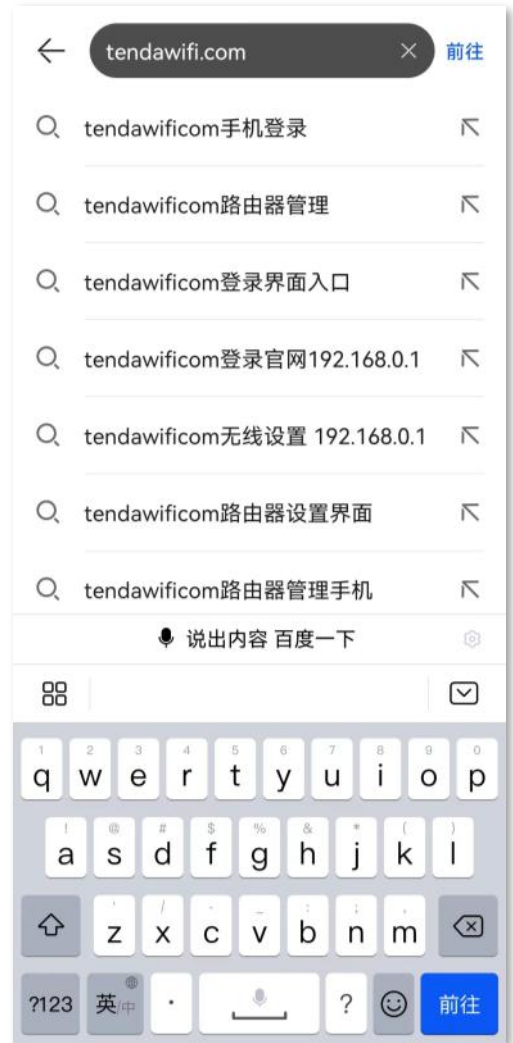 tendawifi.com 前往
tendawificom手机登录
tendawificom路由器管理
tendawificom登录界面入口
tendawificom登录官网192.168.0.1
tendawificom无线设置 192.168.0.1
tendawificom路由器设置界面
tendawificom路由器管理手机
说出内容 百度一下
1 2 3 4 5 6 7 8 9 0
q w e r t y u i o p
! @ # $ % & * ( )
a s d f g h j k l
' / - _ : ; ,
z x c v b n m
?123 英/中 · ? 前往